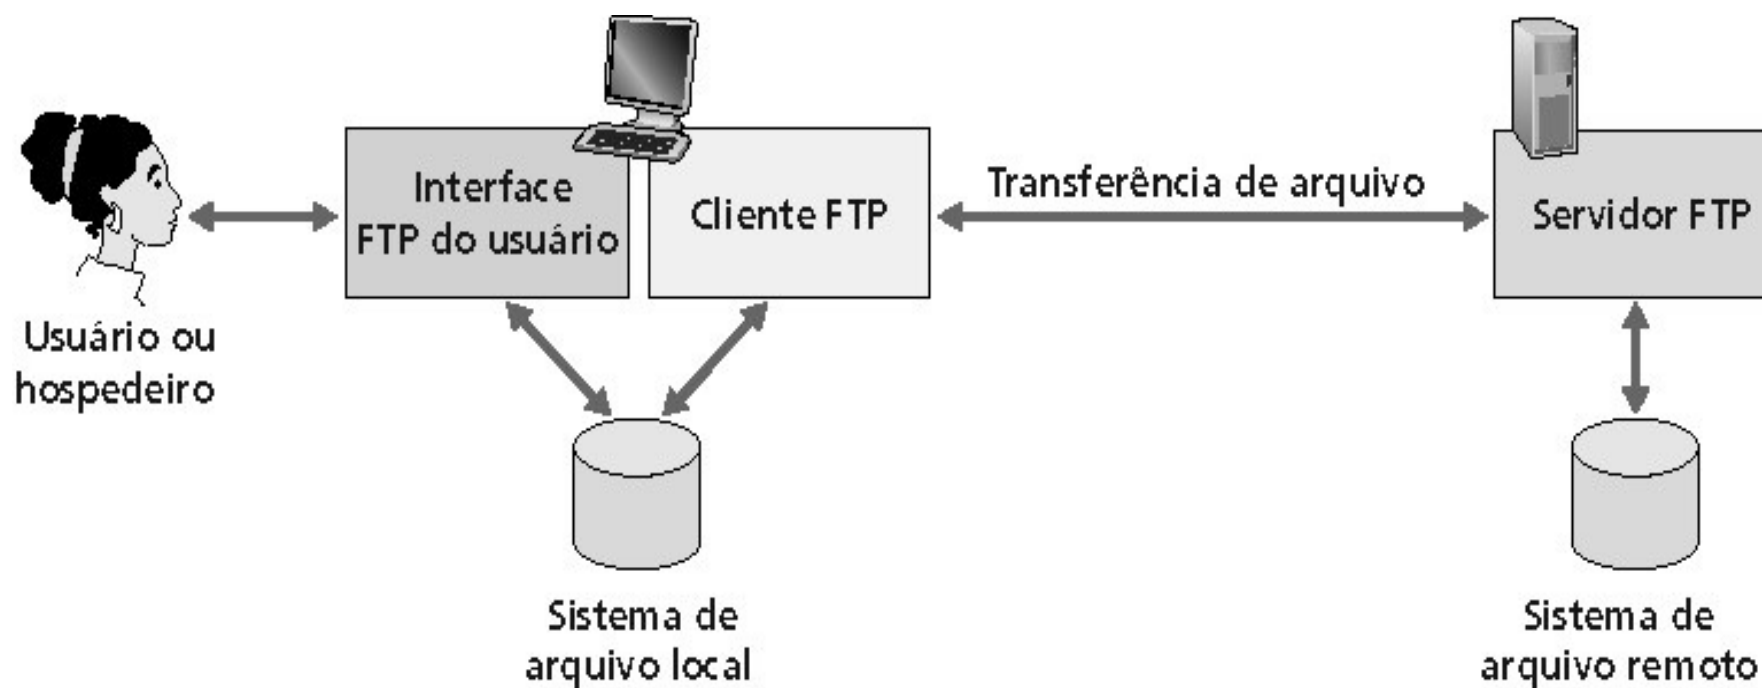 Usuário ou
hospedeiro
Interface
FTP do usuário
Cliente FTP
Transferência de arquivo
Servidor FTP
Sistema de
arquivo local
Sistema de
arquivo remoto